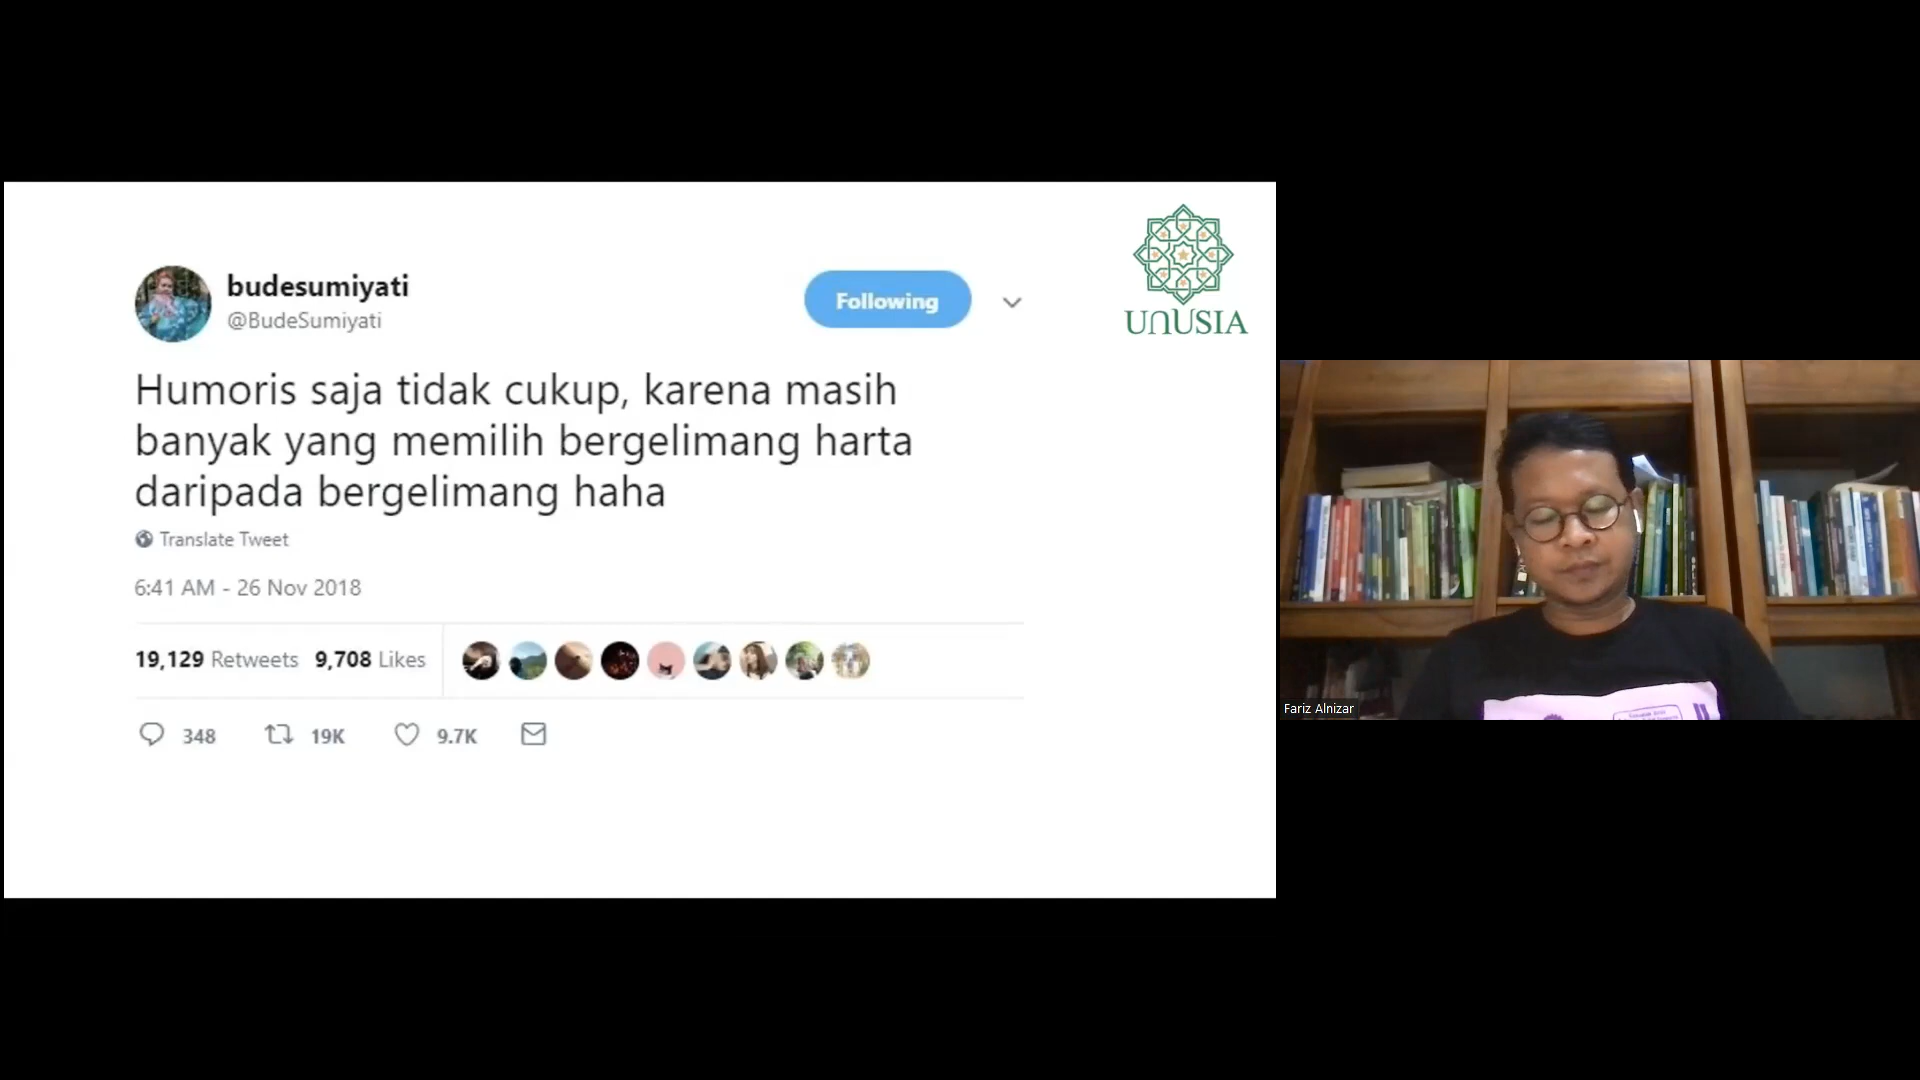 budesumiyati
@BudeSumiyati
Following
UNUSIA
Humoris saja tidak cukup, karena masih
banyak yang memilih bergelimang harta
daripada bergelimang haha
Translate Tweet
6:41 AM - 26 Nov 2018
19,129 Retweets 9,708 Likes
348 19K 9.7K
Fariz Alnizar